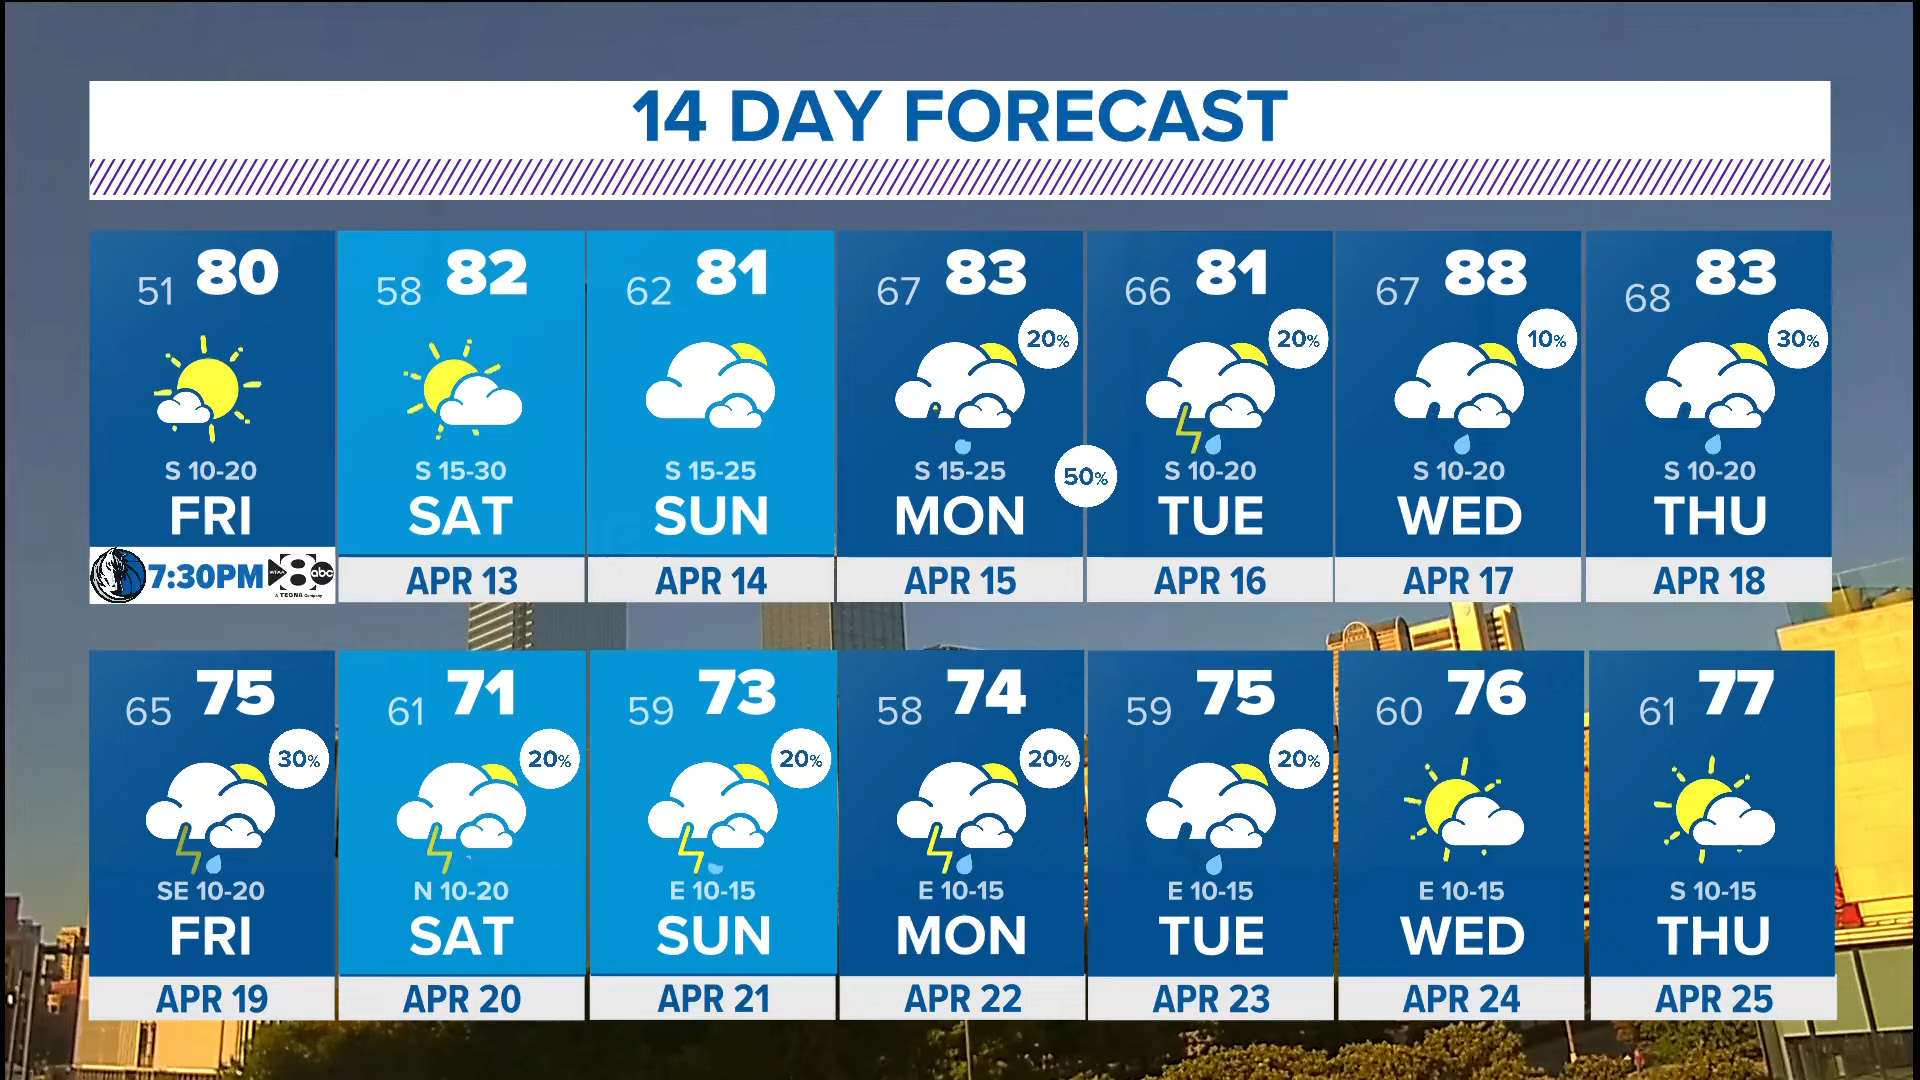 14 DAY FORECAST
51 80
S 10-20
FRI
7:30PM
WFAA 8 abc
A TEGNA Company
58 82
S 15-30
SAT
APR 13
62 81
S 15-25
SUN
APR 14
67 83
20%
S 15-25
MON
APR 15
50%
66 81
20%
S 10-20
TUE
APR 16
67 88
10%
S 10-20
WED
APR 17
68 83
30%
S 10-20
THU
APR 18
65 75
30%
SE 10-20
FRI
APR 19
61 71
20%
N 10-20
SAT
APR 20
59 73
20%
E 10-15
SUN
APR 21
58 74
20%
E 10-15
MON
APR 22
59 75
20%
E 10-15
TUE
APR 23
60 76
E 10-15
WED
APR 24
61 77
S 10-15
THU
APR 25